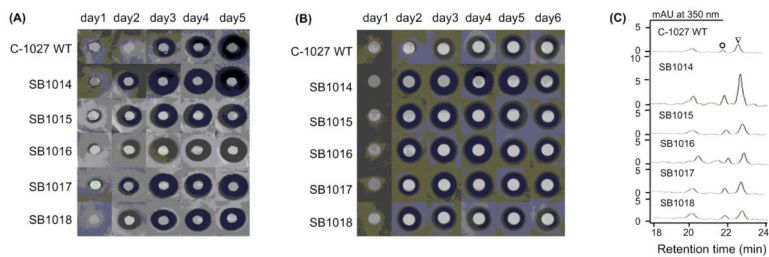 (A)
day1 day2 day3 day4 day5
C-1027 WT
SB1014
SB1015
SB1016
SB1017
SB1018
(B)
day1 day2 day3 day4 day5 day6
C-1027 WT
SB1014
SB1015
SB1016
SB1017
SB1018
(C)
mAU at 350 nm
5
C-1027 WT
0
10
SB1014
5
0
SB1015
5
0
SB1016
5
0
SB1017
5
0
SB1018
5
0
18 20 22 24
Retention time (min)